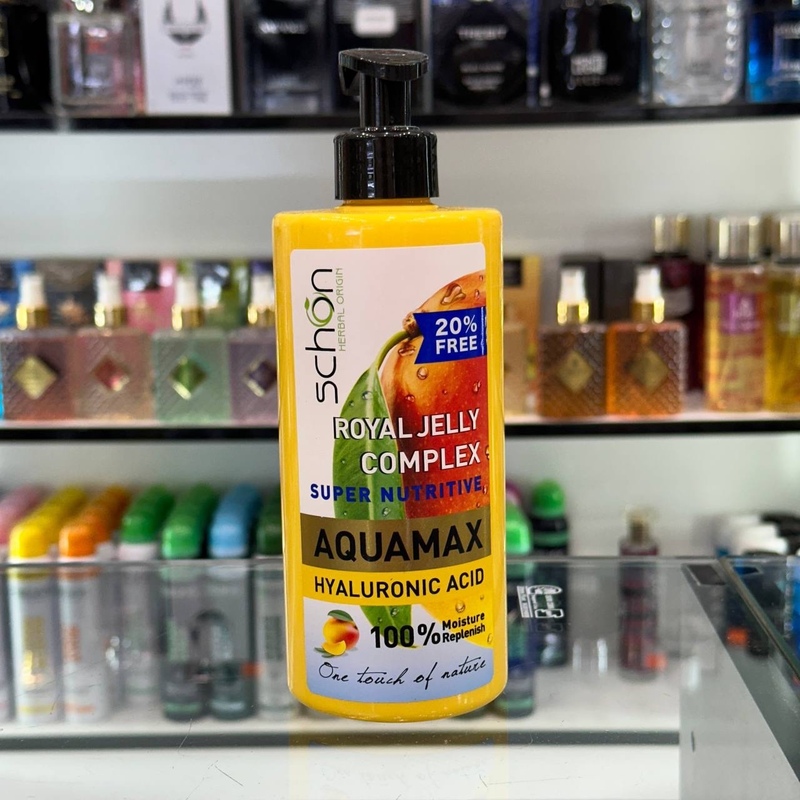 schon
HERBAL ORIGIN
20%
FREE
ROYAL JELLY
COMPLEX
SUPER NUTRITIVE
AQUAMAX
HYALURONIC ACID
100% Moisture
Replenish
One touch of nature